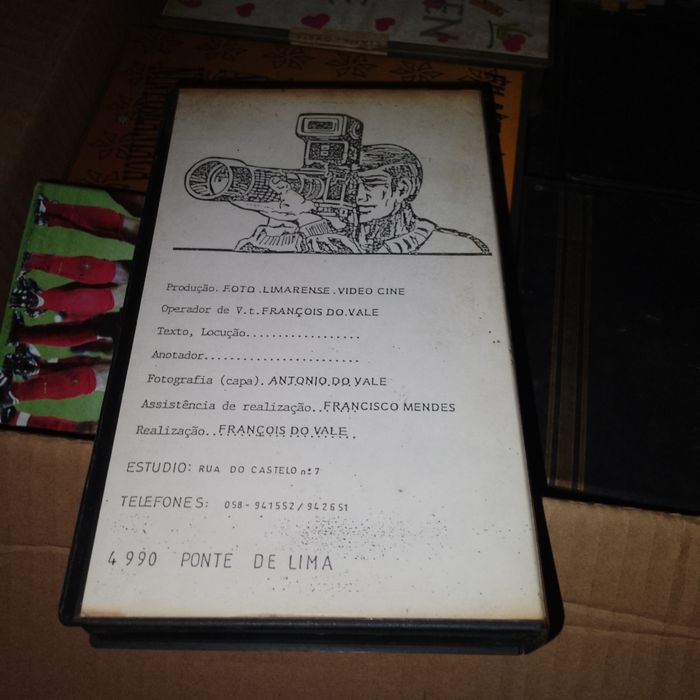 Produção. FOTO .LIMARENSE . VIDEO CINE
Operador de V.t. FRANÇOIS DO VALE
Texto, Locução..................
Anotador........................
Fotografia (capa). ANTONIO DO VALE
Assistência de realização.. FRANCISCO MENDES
Realização.. FRANÇOIS DO VALE
ESTUDIO: RUA DO CASTELO nº 7
TELEFONES: 058-941552/942651
4990 PONTE DE LIMA